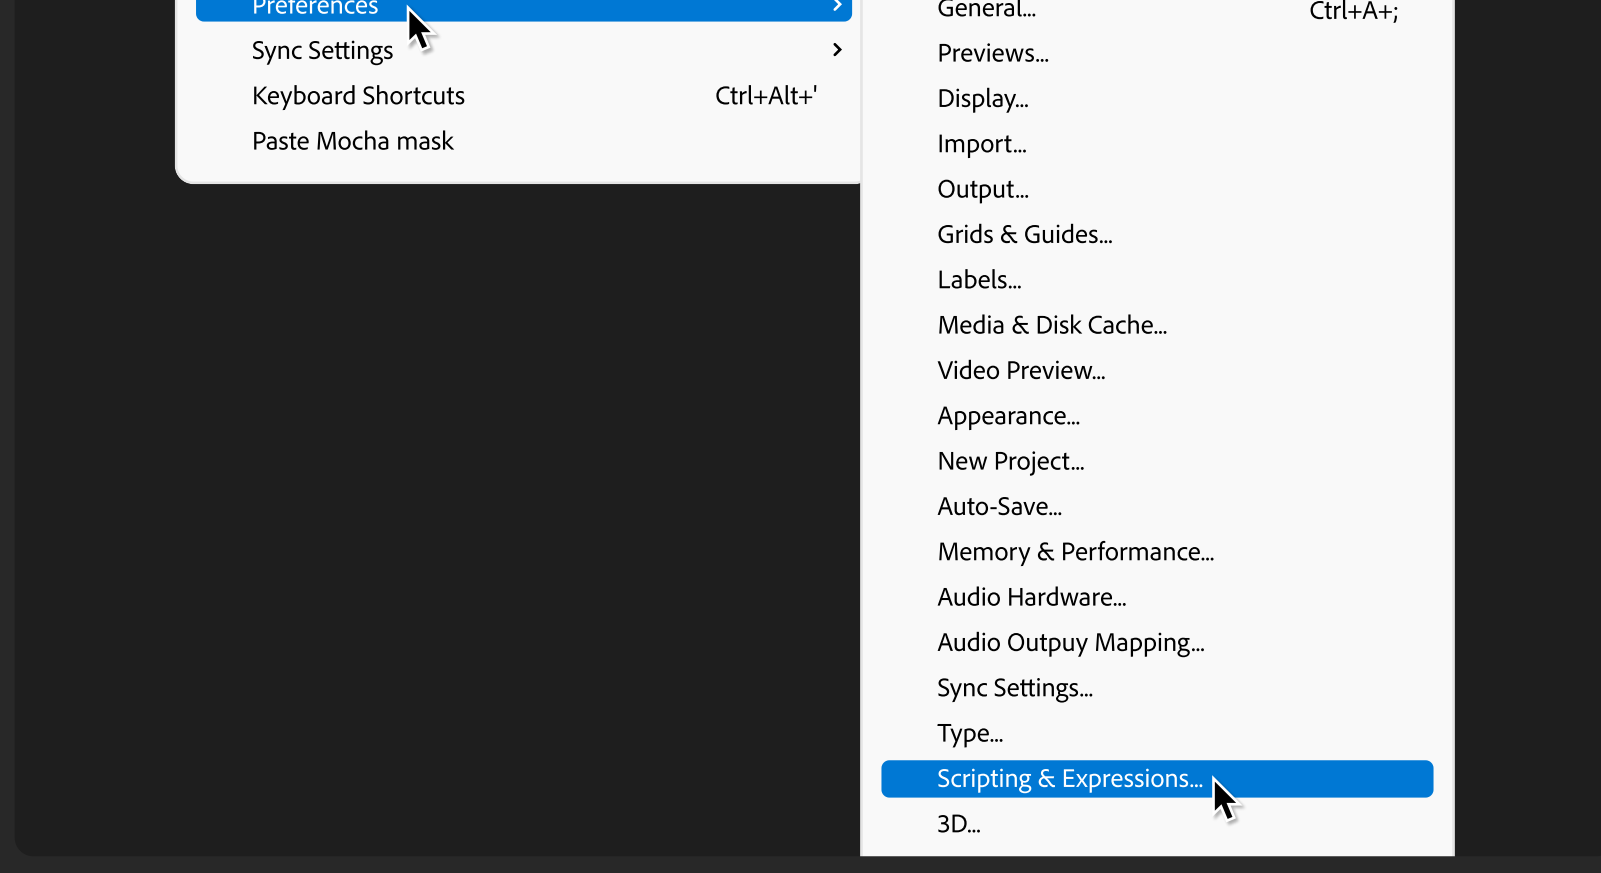 Preferences
Sync Settings
Keyboard Shortcuts Ctrl+Alt+'
Paste Mocha mask
General... Ctrl+A+;
Previews...
Display...
Import...
Output...
Grids & Guides...
Labels...
Media & Disk Cache...
Video Preview...
Appearance...
New Project...
Auto-Save...
Memory & Performance...
Audio Hardware...
Audio Outpuy Mapping...
Sync Settings...
Type...
Scripting & Expressions...
3D...